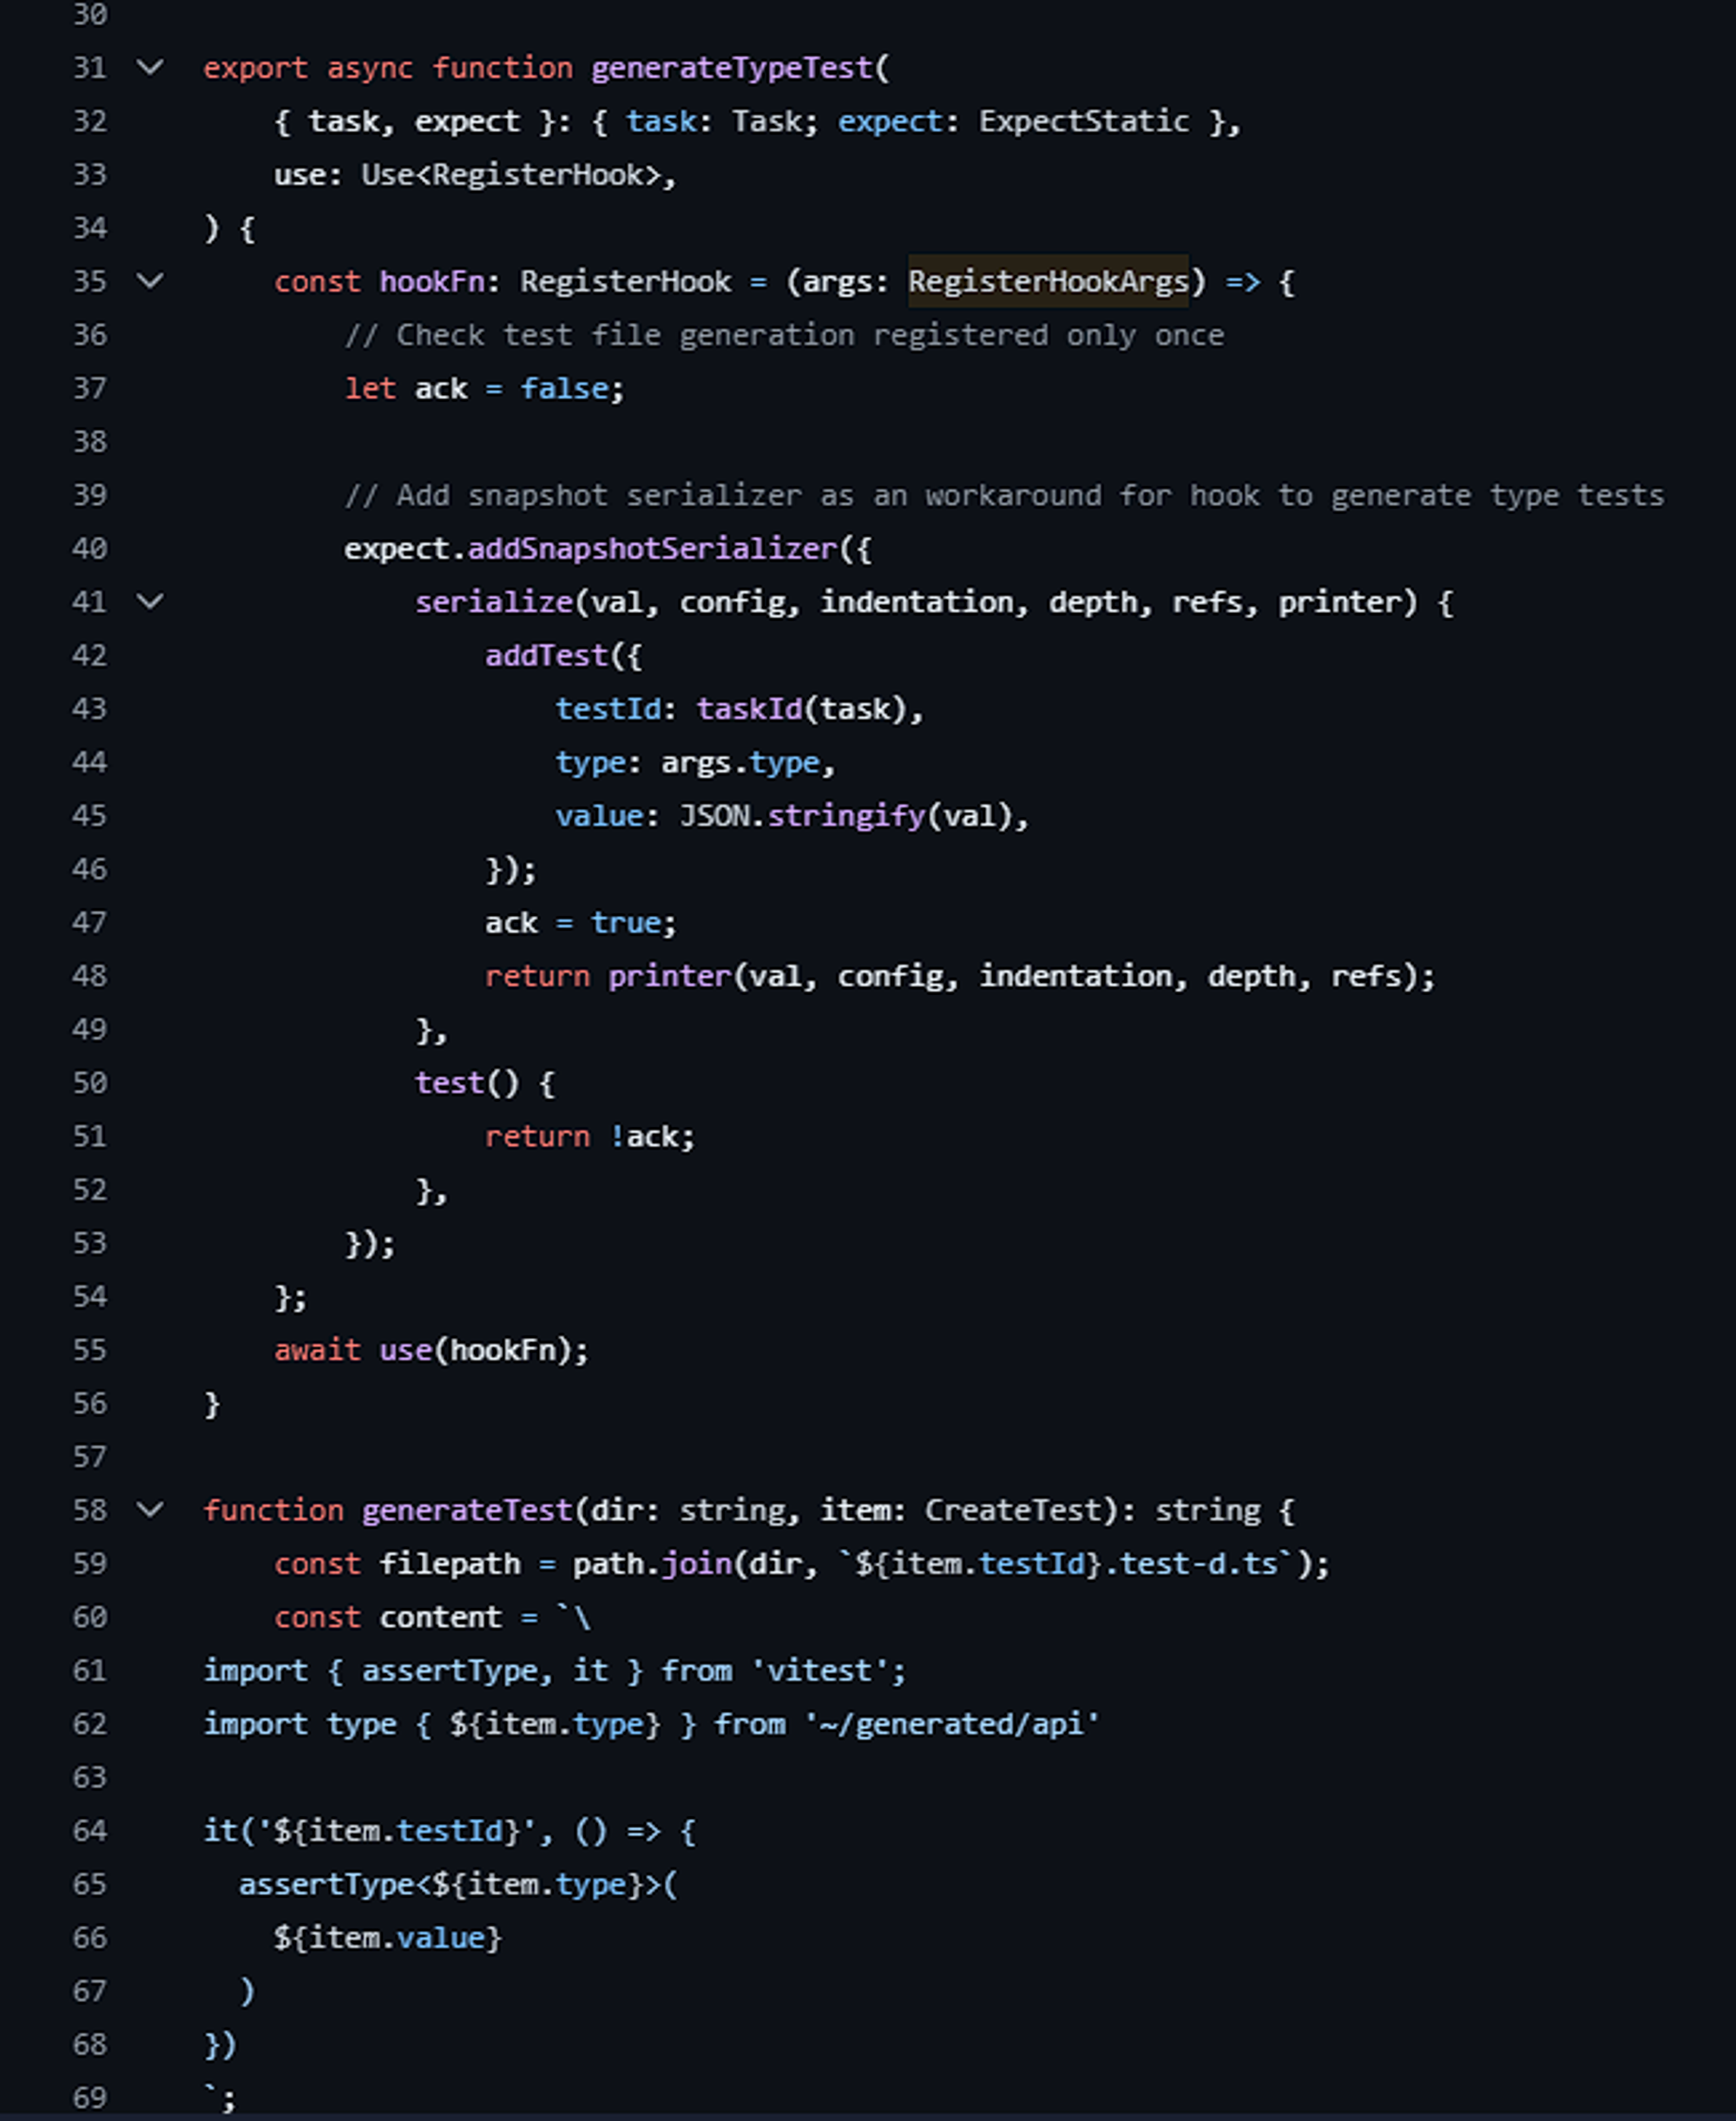 30
31 export async function generateTypeTest(
32     { task, expect }: { task: Task; expect: ExpectStatic },
33     use: Use<RegisterHook>,
34 ) {
35     const hookFn: RegisterHook = (args: RegisterHookArgs) => {
36         // Check test file generation registered only once
37         let ack = false;
38
39         // Add snapshot serializer as an workaround for hook to generate type tests
40         expect.addSnapshotSerializer({
41             serialize(val, config, indentation, depth, refs, printer) {
42                 addTest({
43                     testId: taskId(task),
44                     type: args.type,
45                     value: JSON.stringify(val),
46                 });
47                 ack = true;
48                 return printer(val, config, indentation, depth, refs);
49             },
50             test() {
51                 return !ack;
52             },
53         });
54     };
55     await use(hookFn);
56 }
57
58 function generateTest(dir: string, item: CreateTest): string {
59     const filepath = path.join(dir, `${item.testId}.test-d.ts`);
60     const content = `\
61 import { assertType, it } from 'vitest';
62 import type { ${item.type} } from '~/generated/api'
63
64 it('${item.testId}', () => {
65   assertType<${item.type}>(
66     ${item.value}
67   )
68 })
69 `;